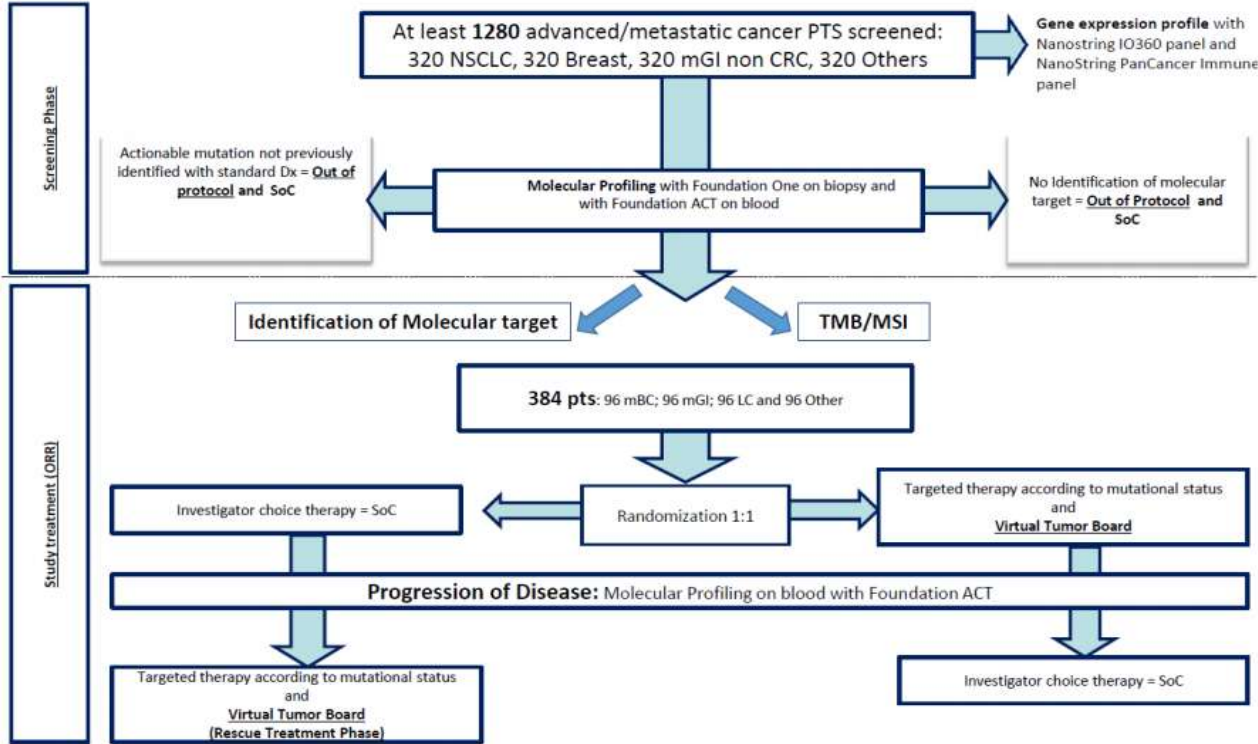 At least 1280 advanced/metastatic cancer PTS screened:
320 NSCLC, 320 Breast, 320 mGI non CRC, 320 Others
Gene expression profile with
Nanostring IO360 panel and
NanoString PanCancer Immune
panel
Screening Phase
Actionable mutation not previously
identified with standard Dx = Out of
protocol and SoC
Molecular Profiling with Foundation One on biopsy and
with Foundation ACT on blood
No Identification of molecular
target = Out of Protocol and
SoC
Identification of Molecular target
TMB/MSI
384 pts: 96 mBC; 96 mGI; 96 LC and 96 Other
Study treatment (ORR)
Investigator choice therapy = SoC
Randomization 1:1
Targeted therapy according to mutational status
and
Virtual Tumor Board
Progression of Disease: Molecular Profiling on blood with Foundation ACT
Targeted therapy according to mutational status
and
Virtual Tumor Board
(Rescue Treatment Phase)
Investigator choice therapy = SoC